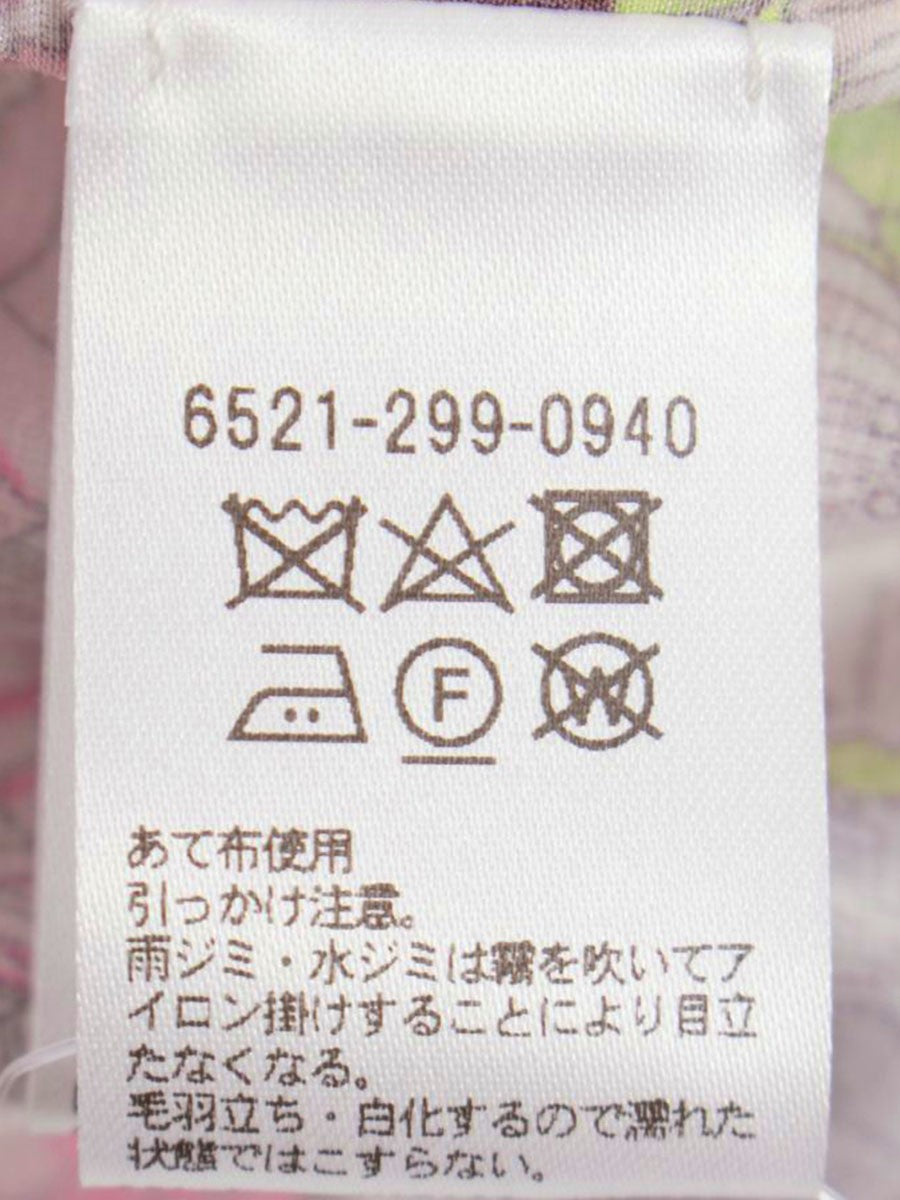 6521-299-0940
F
W
あて布使用
引っかけ注意。
雨ジミ・水ジミは霧を吹いてア
イロン掛けすることにより目立
たなくなる。
毛羽立ち・白化するので濡れた
状態ではこすらない。